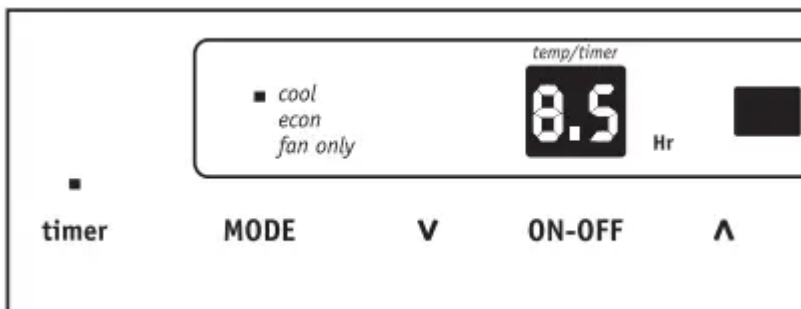 temp/timer
cool
econ
fan only
8.5
Hr
timer
MODE
V
ON-OFF
Λ